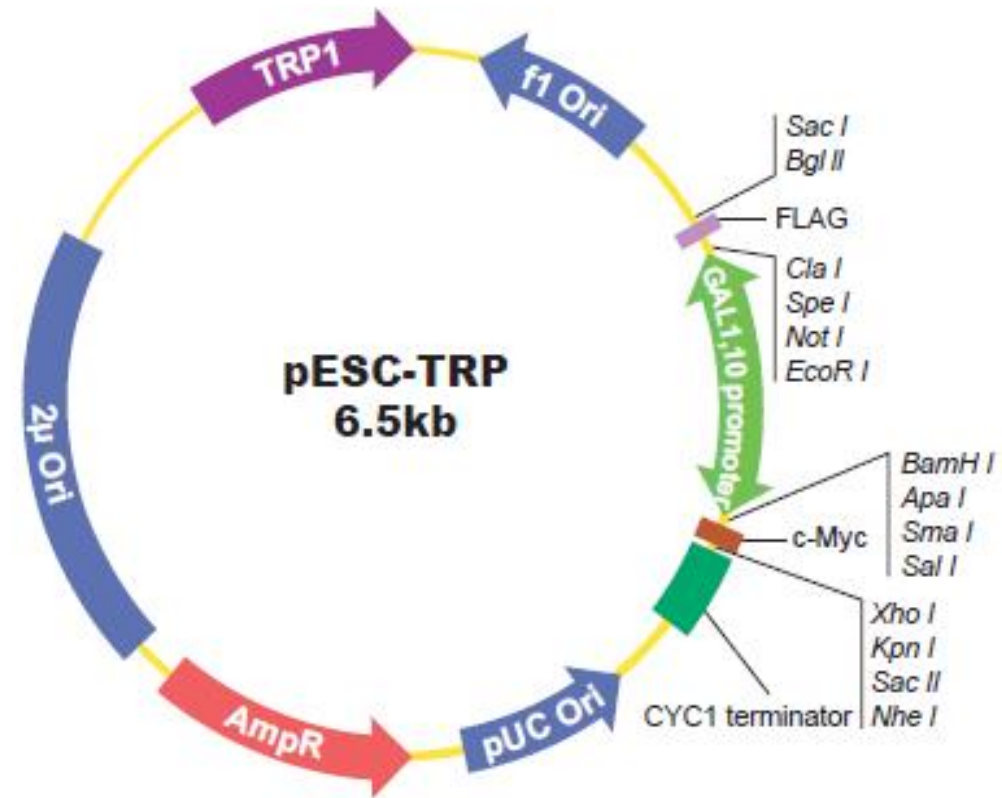 TRP1
f1 Ori
Sac I
Bgl II
FLAG
Cla I
Spe I
Not I
EcoR I
GAL1,10 promoter
pESC-TRP
6.5kb
2μ Ori
BamH I
Apa I
Sma I
Sal I
c-Myc
Xho I
Kpn I
Sac II
Nhe I
CYC1 terminator
pUC Ori
AmpR